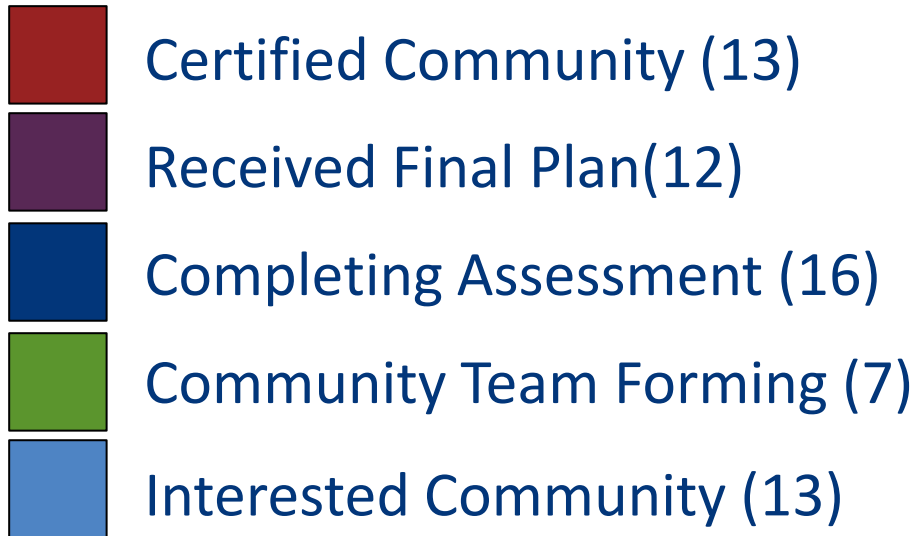 Certified Community (13)
Received Final Plan(12)
Completing Assessment (16)
Community Team Forming (7)
Interested Community (13)